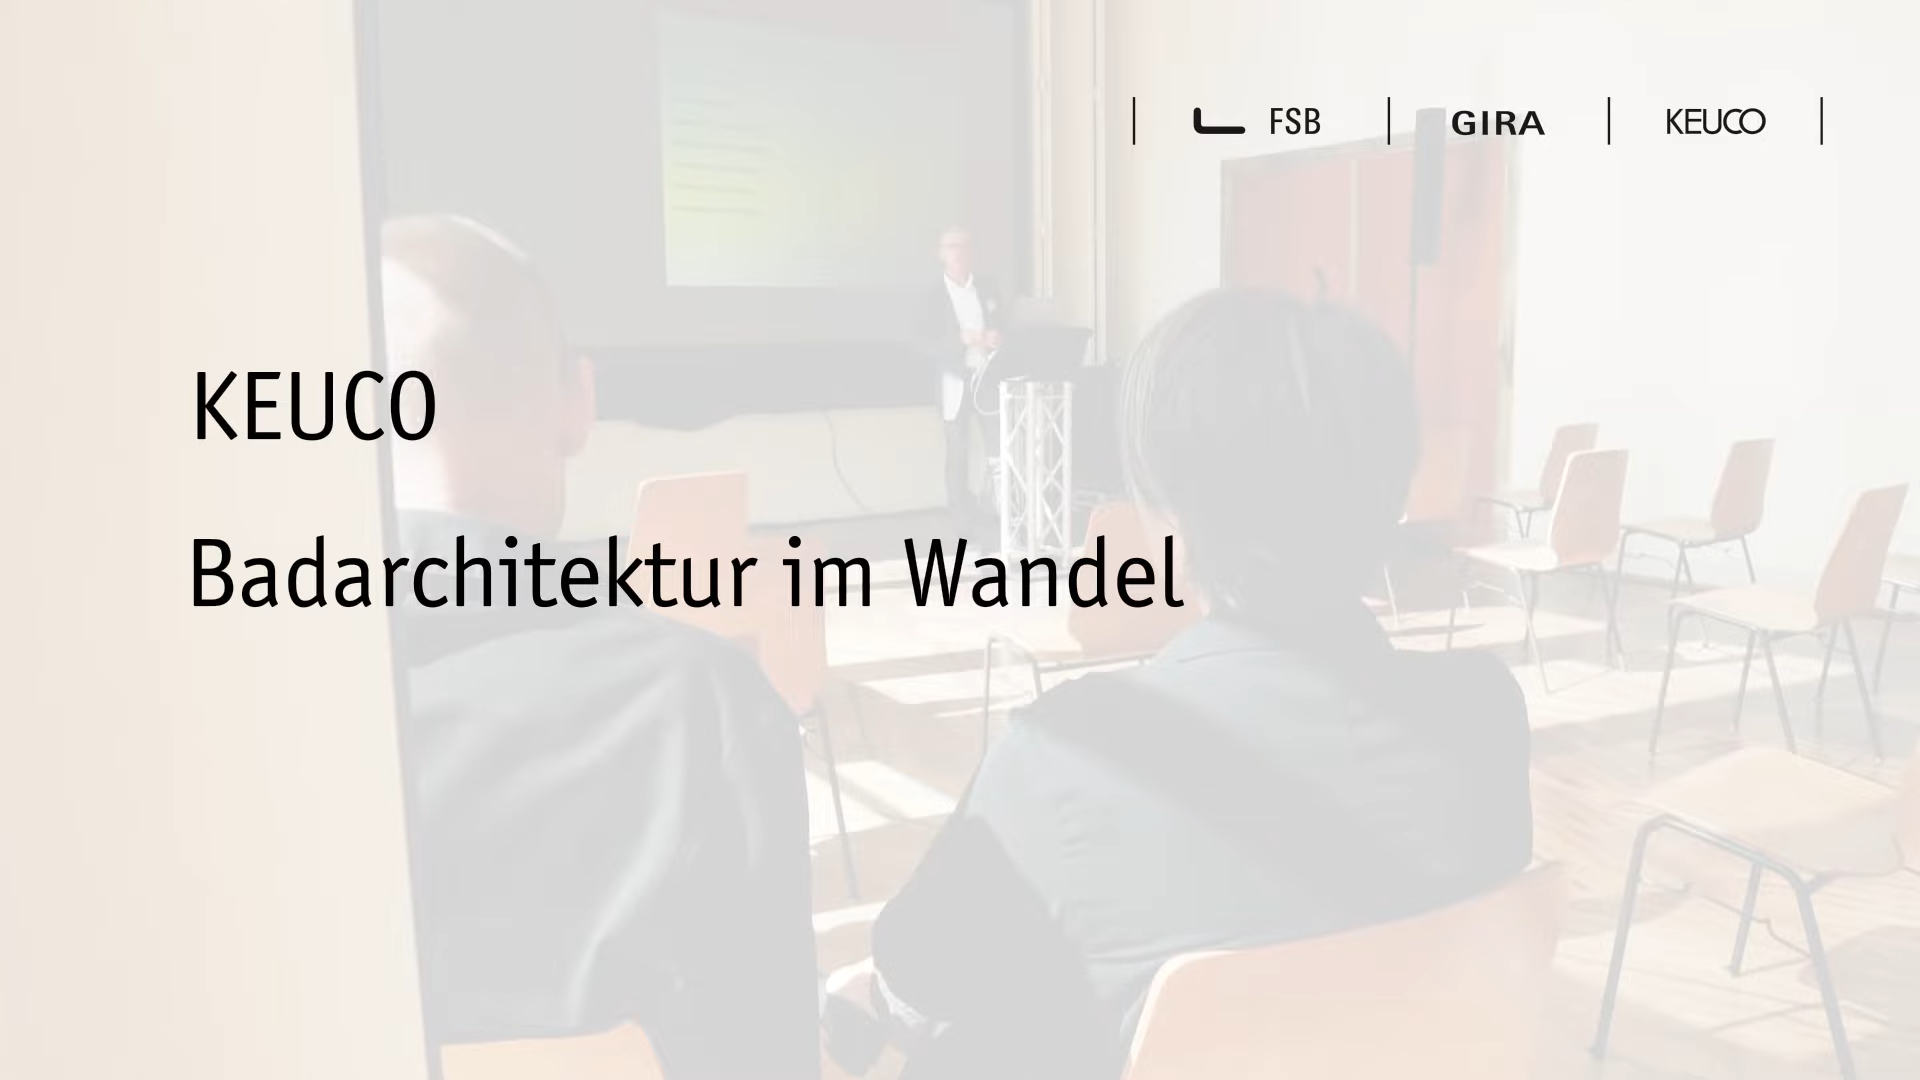 FSB
GIRA
KEUCO
KEUCO
Badarchitektur im Wandel